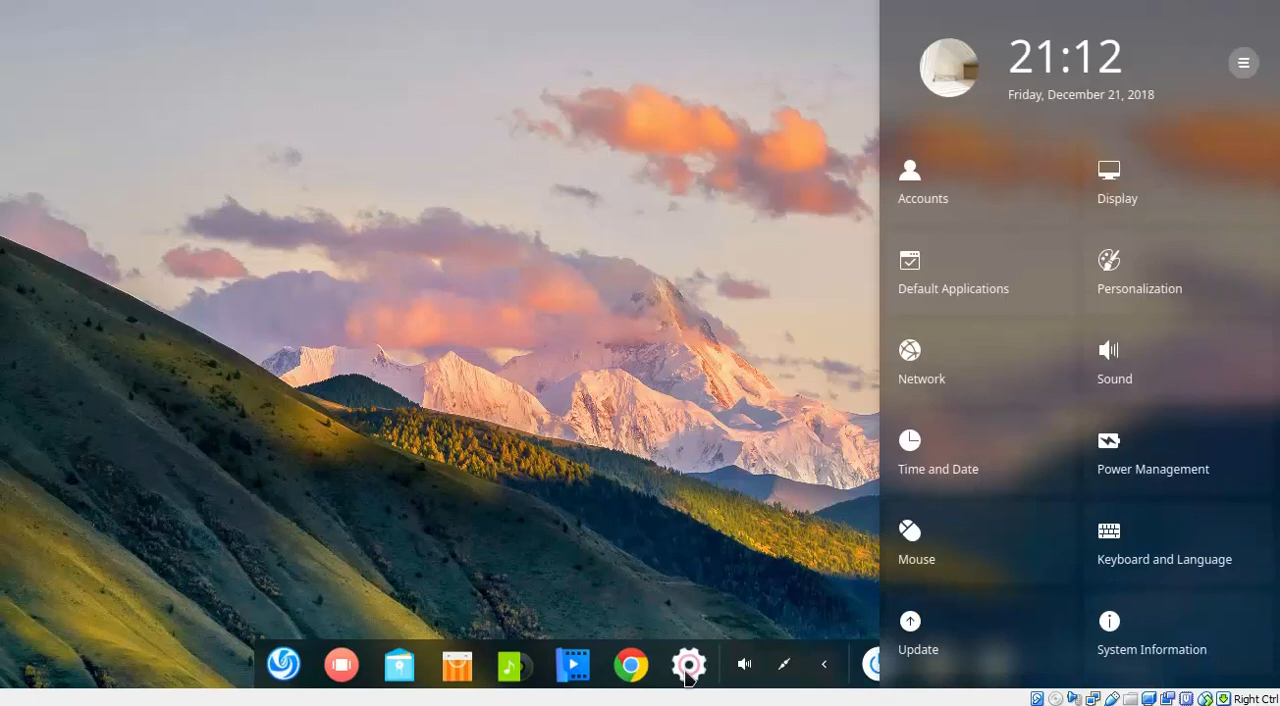 21:12
Friday, December 21, 2018
Accounts
Display
Default Applications
Personalization
Network
Sound
Time and Date
Power Management
Mouse
Keyboard and Language
Update
System Information
Right Ctrl